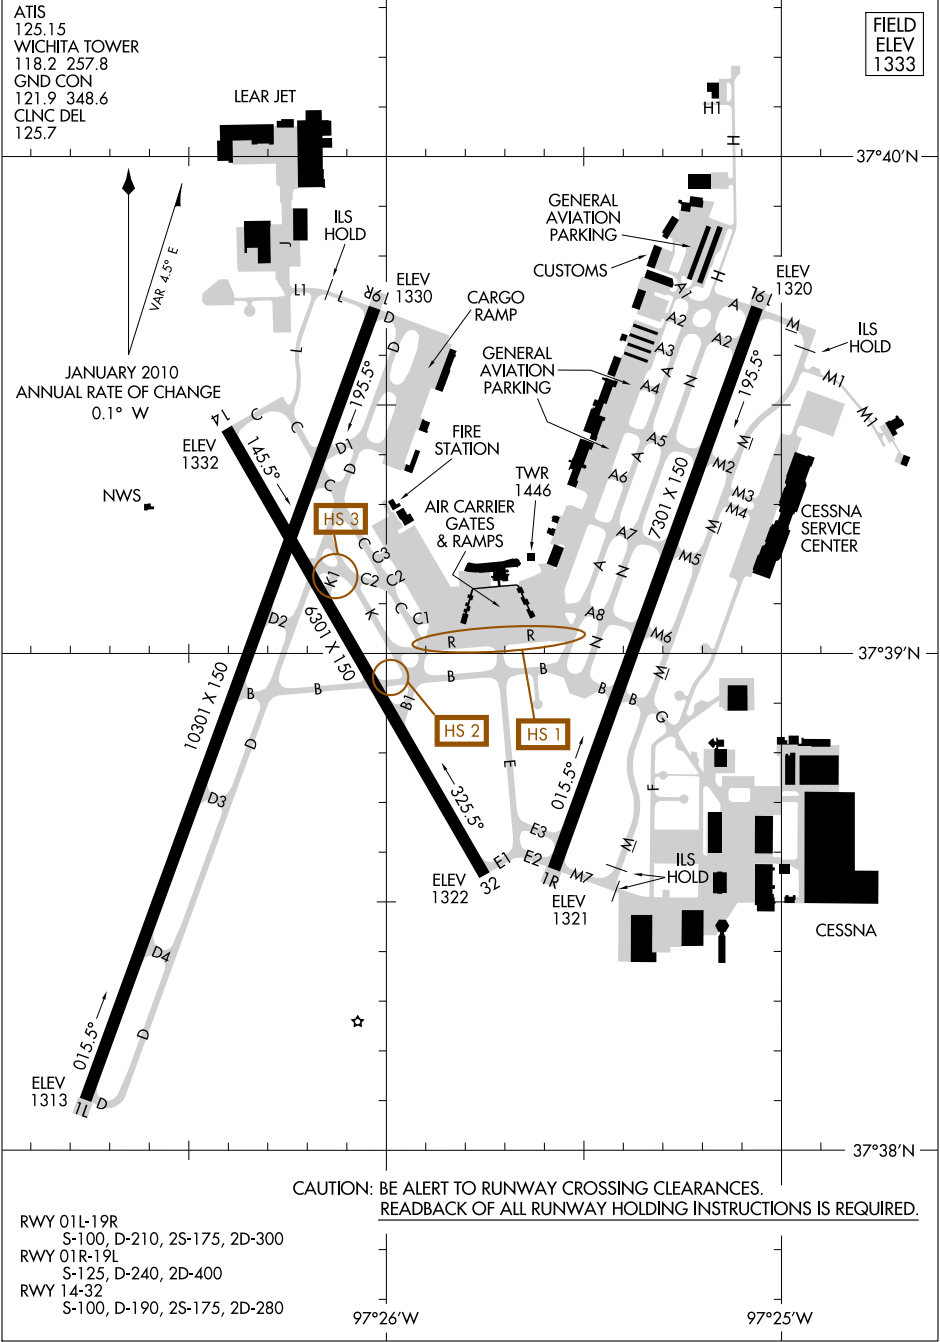 ATIS
125.15
WICHITA TOWER
118.2 257.8
GND CON
121.9 348.6
CLNC DEL
125.7
FIELD
ELEV
1333
LEAR JET
H1
H
37°40'N
VAR 4.5° E
JANUARY 2010
ANNUAL RATE OF CHANGE
0.1° W
ILS
HOLD
J
L1
L
L
19R
ELEV
1330
D
D
CARGO
RAMP
GENERAL
AVIATION
PARKING
CUSTOMS
H
A1
A
19L
ELEV
1320
M
ILS
HOLD
A2
A2
A3
A
N
A4
GENERAL
AVIATION
PARKING
195.5°
195.5°
M1
M1
14
C
C
ELEV
1332
145.5°
D1
D
C
FIRE
STATION
A5
A
A6
M
M2
M3
M4
M
7301 X 150
NWS
HS 3
TWR
1446
AIR CARRIER
GATES
& RAMPS
CESSNA
SERVICE
CENTER
A7
A
N
M5
C
C3
C2
C2
K1
K
C
C1
D2
6301 X 150
A8
N
M6
R
R
37°39'N
M
B
B
B
B
B
B
B1
G
10301 X 150
HS 2
HS 1
D
E
D3
325.5°
015.5°
F
E3
E1
E2
M
M7
ILS
HOLD
ELEV
1322
32
1R
ELEV
1321
CESSNA
D4
015.5°
D
ELEV
1313
1L
D
37°38'N
CAUTION: BE ALERT TO RUNWAY CROSSING CLEARANCES.
READBACK OF ALL RUNWAY HOLDING INSTRUCTIONS IS REQUIRED.
RWY 01L-19R
S-100, D-210, 2S-175, 2D-300
RWY 01R-19L
S-125, D-240, 2D-400
RWY 14-32
S-100, D-190, 2S-175, 2D-280
97°26'W
97°25'W